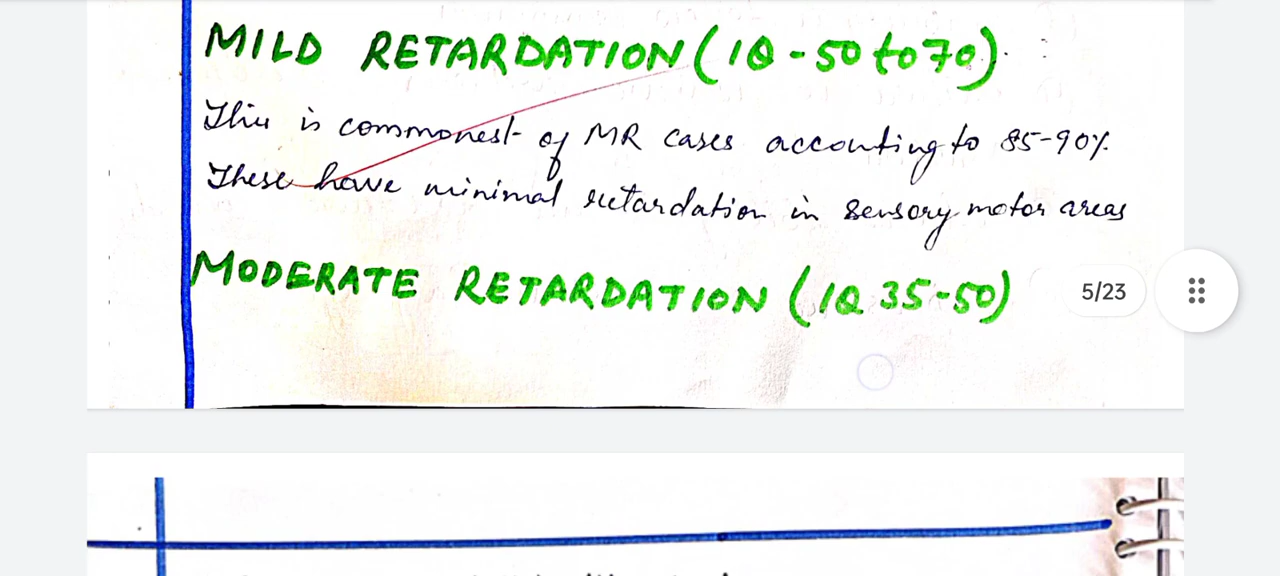 MILD RETARDATION (IQ - 50 to 70).
This is commonest of MR cases accounting to 85-90%.
These have minimal retardation in sensory motor areas
MODERATE RETARDATION (IQ 35-50)
5/23